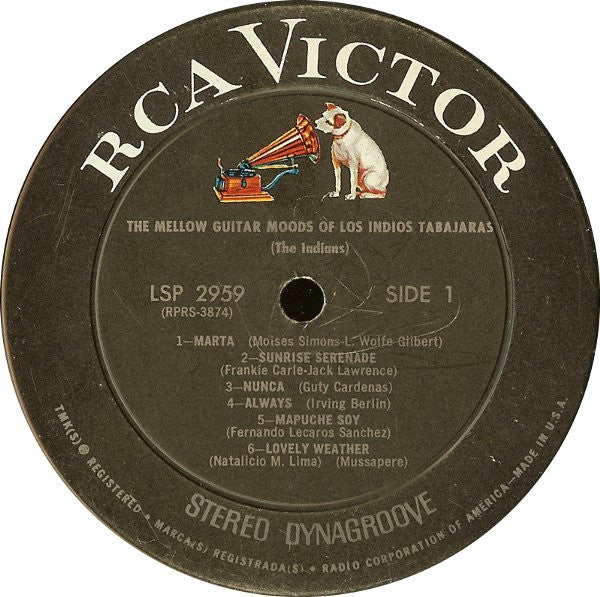 RCA VICTOR
THE MELLOW GUITAR MOODS OF LOS INDIOS TABAJARAS
(The Indians)
LSP 2959
(RPRS-3874)
SIDE 1
1—MARTA (Moises Simons-L. Wolfe Gilbert)
2—SUNRISE SERENADE
(Frankie Carle-Jack Lawrence)
3—NUNCA (Guty Cardenas)
4—ALWAYS (Irving Berlin)
5—MAPUCHE SOY
(Fernando Lecaros Sanchez)
6—LOVELY WEATHER
(Natalicio M. Lima) (Mussapere)
STEREO DYNAGROOVE
TMK(S) ® REGISTERED • MARCA(S) REGISTRADA(S) • RADIO CORPORATION OF AMERICA—MADE IN U.S.A.